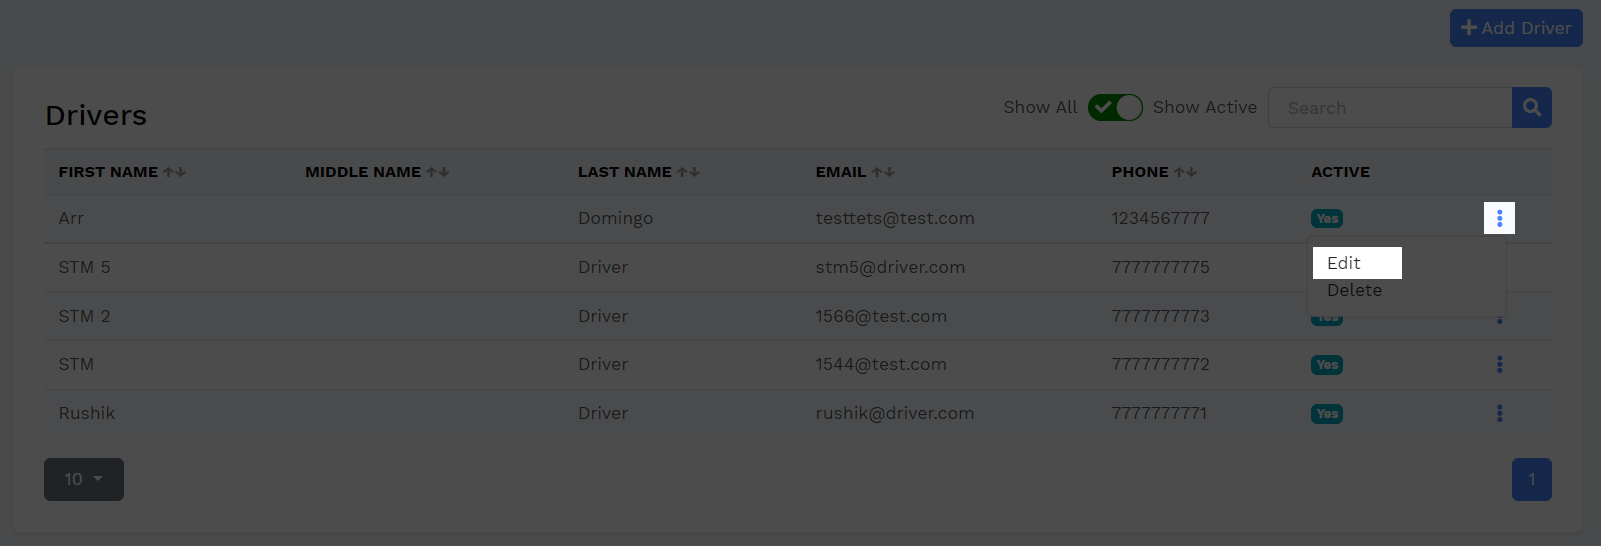 Add Driver
Drivers Show All Show Active Search
FIRST NAME MIDDLE NAME LAST NAME EMAIL PHONE ACTIVE
Arr Domingo testtets@test.com 1234567777 Yes
STM 5 Driver stm5@driver.com 7777777775 Edit
Delete
STM 2 Driver 1566@test.com 7777777773 Yes
STM Driver 1544@test.com 7777777772 Yes
Rushik Driver rushik@driver.com 7777777771 Yes
10 1